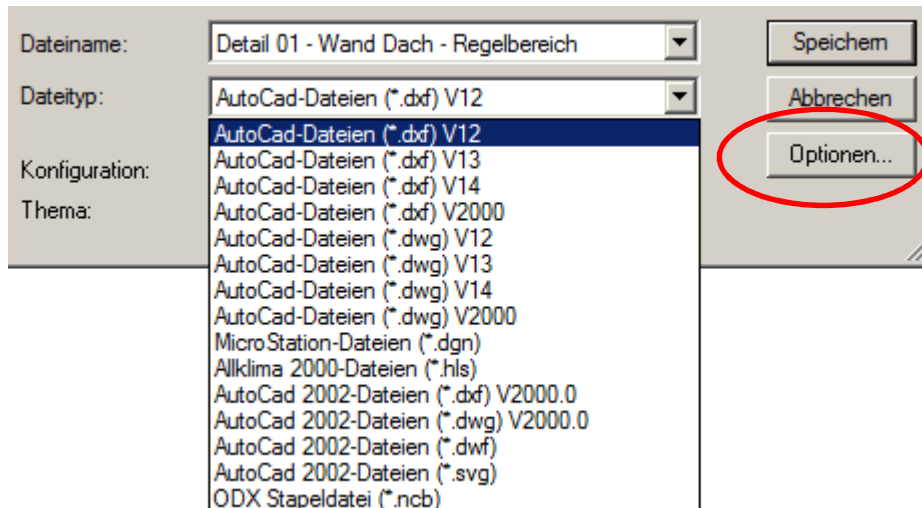 Dateiname: Detail 01 - Wand Dach - Regelbereich Speichern
Dateityp: AutoCad-Dateien (*.dxf) V12 Abbrechen
AutoCad-Dateien (*.dxf) V12
Optionen...
AutoCad-Dateien (*.dxf) V13
Konfiguration:
AutoCad-Dateien (*.dxf) V14
Thema:
AutoCad-Dateien (*.dxf) V2000
AutoCad-Dateien (*.dwg) V12
AutoCad-Dateien (*.dwg) V13
AutoCad-Dateien (*.dwg) V14
AutoCad-Dateien (*.dwg) V2000
MicroStation-Dateien (*.dgn)
Allklima 2000-Dateien (*.hls)
AutoCad 2002-Dateien (*.dxf) V2000.0
AutoCad 2002-Dateien (*.dwg) V2000.0
AutoCad 2002-Dateien (*.dwf)
AutoCad 2002-Dateien (*.svg)
ODX Stapeldatei (*.ncb)